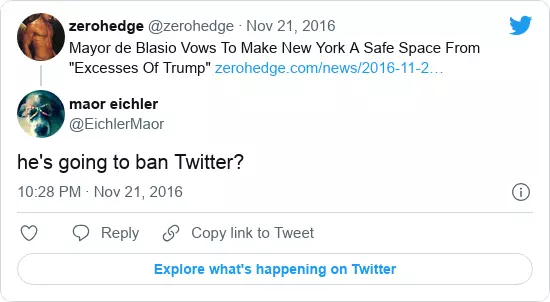 zerohedge @zerohedge · Nov 21, 2016
Mayor de Blasio Vows To Make New York A Safe Space From
"Excesses Of Trump" zerohedge.com/news/2016-11-2…
maor eichler
@EichlerMaor
he's going to ban Twitter?
10:28 PM · Nov 21, 2016
Reply
Copy link to Tweet
Explore what's happening on Twitter